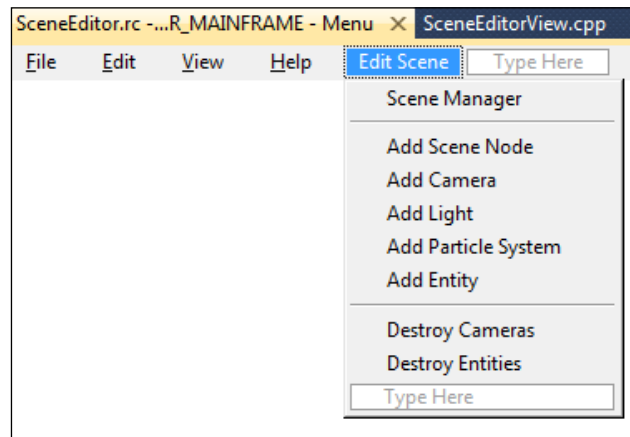 SceneEditor.rc -...R_MAINFRAME - Menu SceneEditorView.cpp
File Edit View Help Edit Scene Type Here
Scene Manager
Add Scene Node
Add Camera
Add Light
Add Particle System
Add Entity
Destroy Cameras
Destroy Entities
Type Here